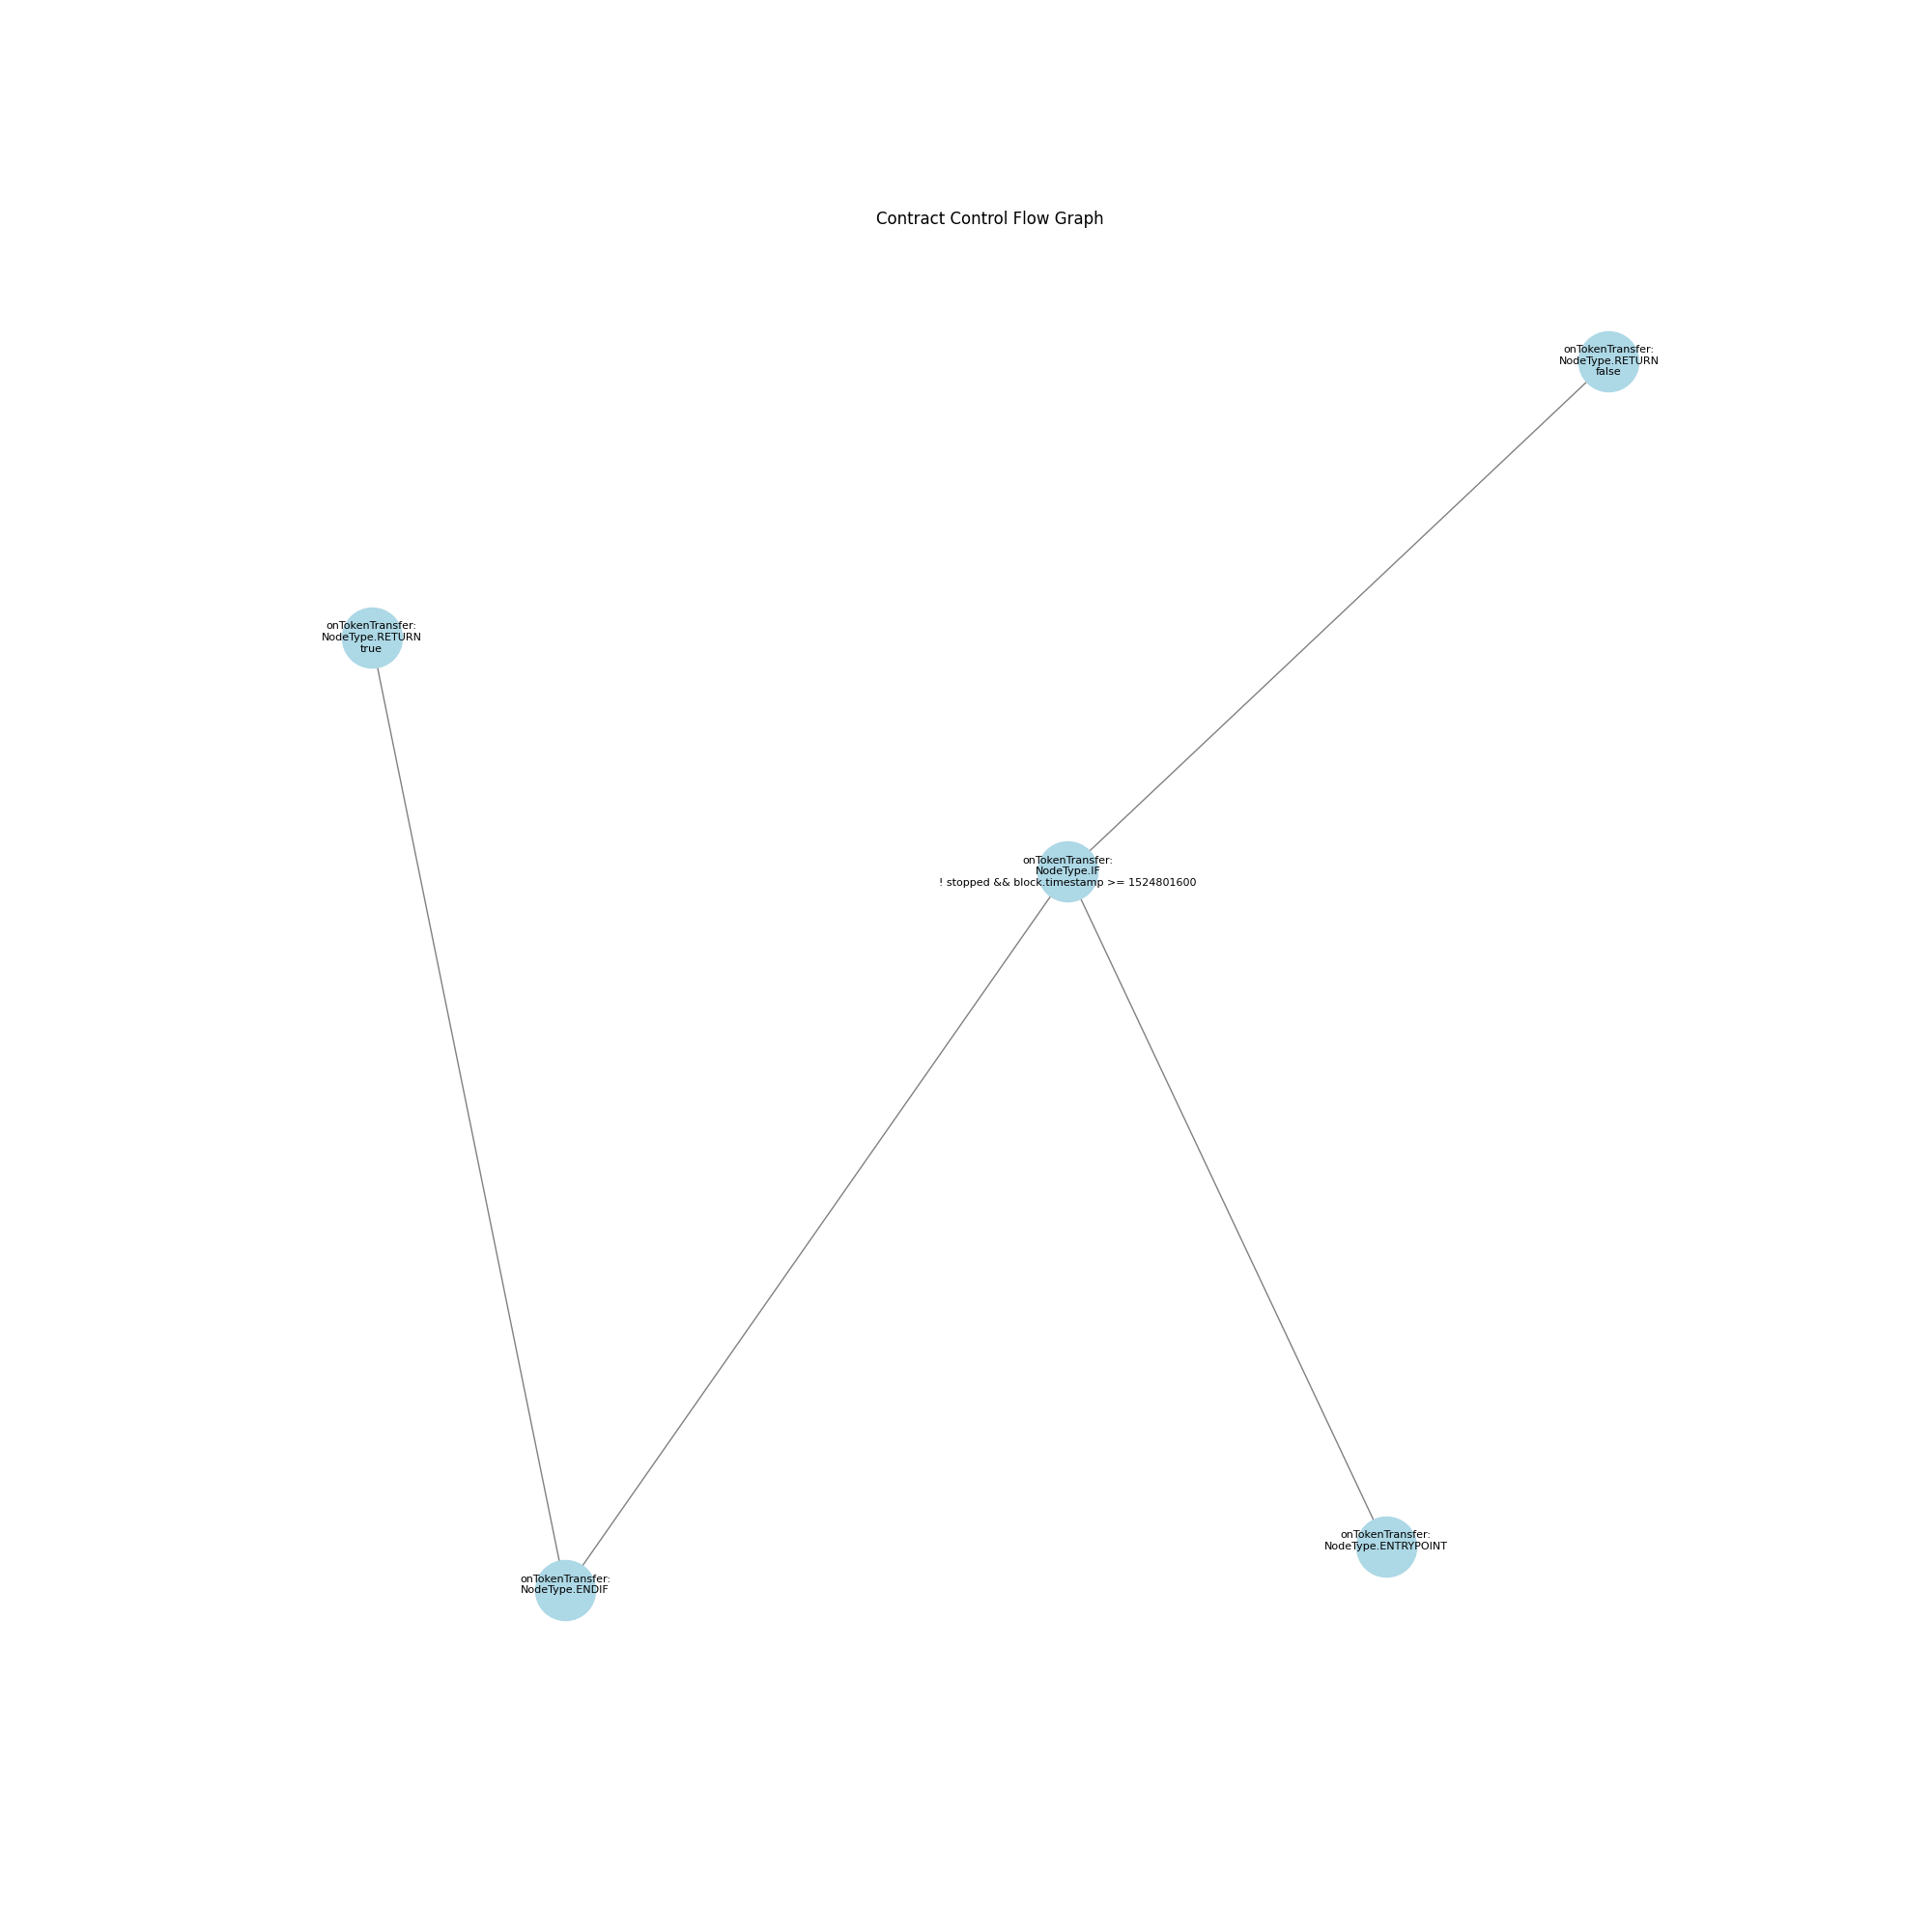 Contract Control Flow Graph
onTokenTransfer:
NodeType.RETURN
false
onTokenTransfer:
NodeType.RETURN
true
onTokenTransfer:
NodeType.IF
! stopped && block.timestamp >= 1524801600
onTokenTransfer:
NodeType.ENTRYPOINT
onTokenTransfer:
NodeType.ENDIF